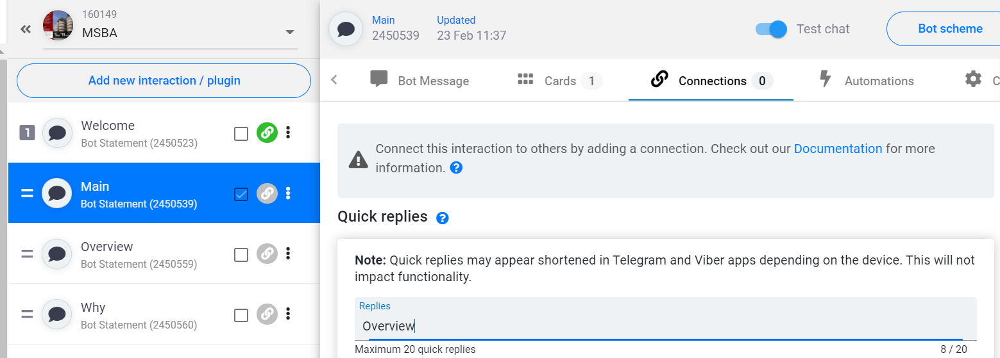 160149
MSBA
Add new interaction / plugin
1
Welcome
Bot Statement (2450523)
Main
Bot Statement (2450539)
Overview
Bot Statement (2450559)
Why
Bot Statement (2450560)
Main
2450539
Updated
23 Feb 11:37
Test chat
Bot scheme
Bot Message
Cards 1
Connections 0
Automations
C
Connect this interaction to others by adding a connection. Check out our Documentation for more
information. ?
Quick replies ?
Note: Quick replies may appear shortened in Telegram and Viber apps depending on the device. This will not
impact functionality.
Replies
Overview
Maximum 20 quick replies
8 / 20